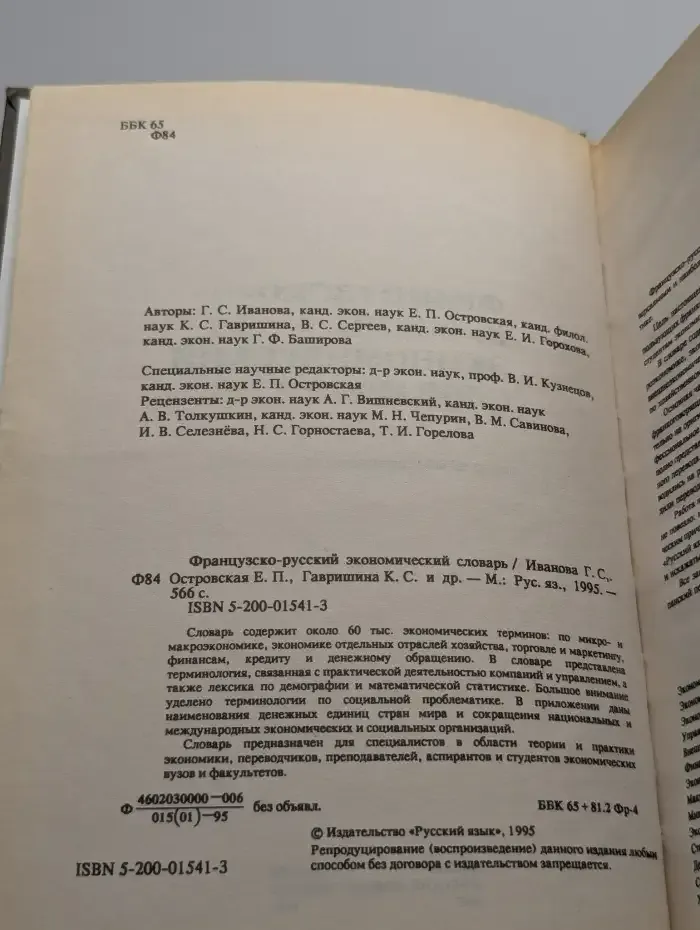 ББК 65
Ф84
Авторы: Г. С. Иванова, канд. экон. наук Е. П. Островская, канд. филол.
наук К. С. Гавришина, В. С. Сергеев, канд. экон. наук Е. И. Горохова,
канд. экон. наук Г. Ф. Баширова
Специальные научные редакторы: д-р экон. наук, проф. В. И. Кузнецов,
канд. экон. наук Е. П. Островская
Рецензенты: д-р экон. наук А. Г. Вишневский, канд. экон. наук
А. В. Толкушкин, канд. экон. наук М. Н. Чепурин, В. М. Савинова,
И. В. Селезнёва, Н. С. Горностаева, Т. И. Горелова
Французско-русский экономический словарь / Иванова Г. С.,
Ф84 Островская Е. П., Гавришина К. С. и др. — М.: Рус. яз., 1995. —
566 с.
ISBN 5-200-01541-3
Словарь содержит около 60 тыс. экономических терминов: по микро- и
макроэкономике, экономике отдельных отраслей хозяйства, торговле и маркетингу,
финансам, кредиту и денежному обращению. В словаре представлена
терминология, связанная с практической деятельностью компаний и управлением, а
также лексика по демографии и математической статистике. Большое внимание
уделено терминологии по социальной проблематике. В приложении даны
наименования денежных единиц стран мира и сокращения национальных и
международных экономических и социальных организаций.
Словарь предназначен для специалистов в области теории и практики
экономики, переводчиков, преподавателей, аспирантов и студентов экономических
вузов и факультетов.
Ф 4602030000—006 без объявл.
015(01)—95
ББК 65 + 81.2 Фр-4
© Издательство «Русский язык», 1995
Репродуцирование (воспроизведение) данного издания любым
способом без договора с издательством запрещается.
ISBN 5-200-01541-3
Французско-рус
В словаре
Работа
«Русский
Все